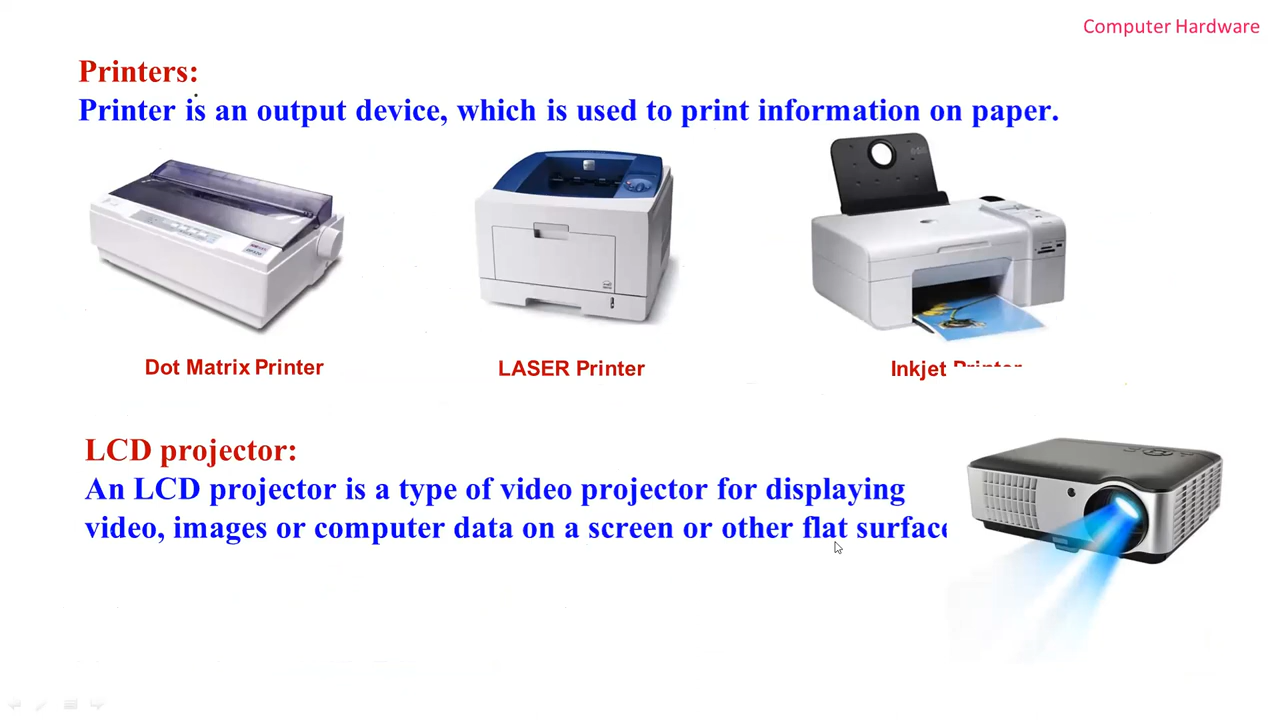 Computer Hardware
Printers:
Printer is an output device, which is used to print information on paper.
Dot Matrix Printer
LASER Printer
Inkjet Printer
LCD projector:
An LCD projector is a type of video projector for displaying
video, images or computer data on a screen or other flat surface